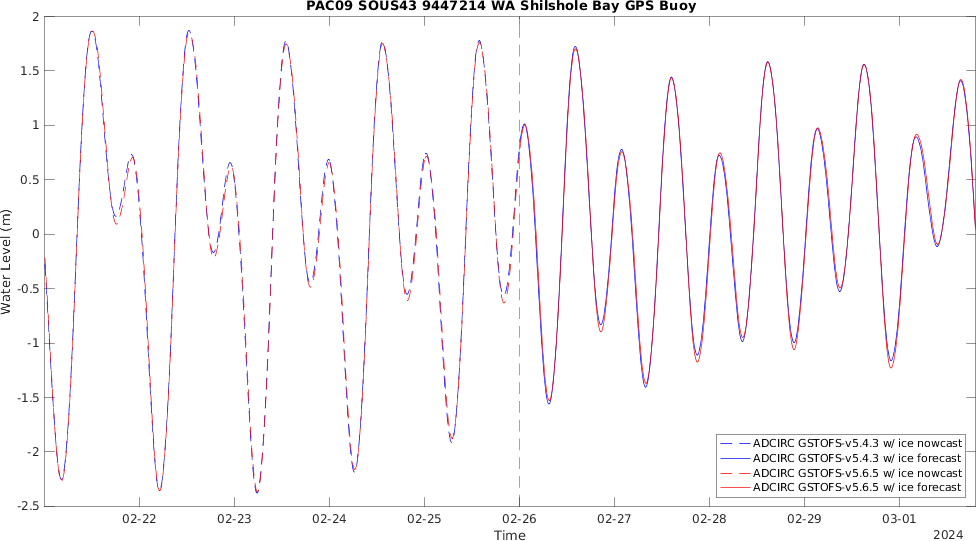 PAC09 SOUS43 9447214 WA Shilshole Bay GPS Buoy
2
1.5
1
0.5
0
-0.5
-1
-1.5
-2
-2.5
Water Level (m)
02-22 02-23 02-24 02-25 02-26 02-27 02-28 02-29 03-01
Time
2024
ADCIRC GSTOFS-v5.4.3 w/ ice nowcast
ADCIRC GSTOFS-v5.4.3 w/ ice forecast
ADCIRC GSTOFS-v5.6.5 w/ ice nowcast
ADCIRC GSTOFS-v5.6.5 w/ ice forecast